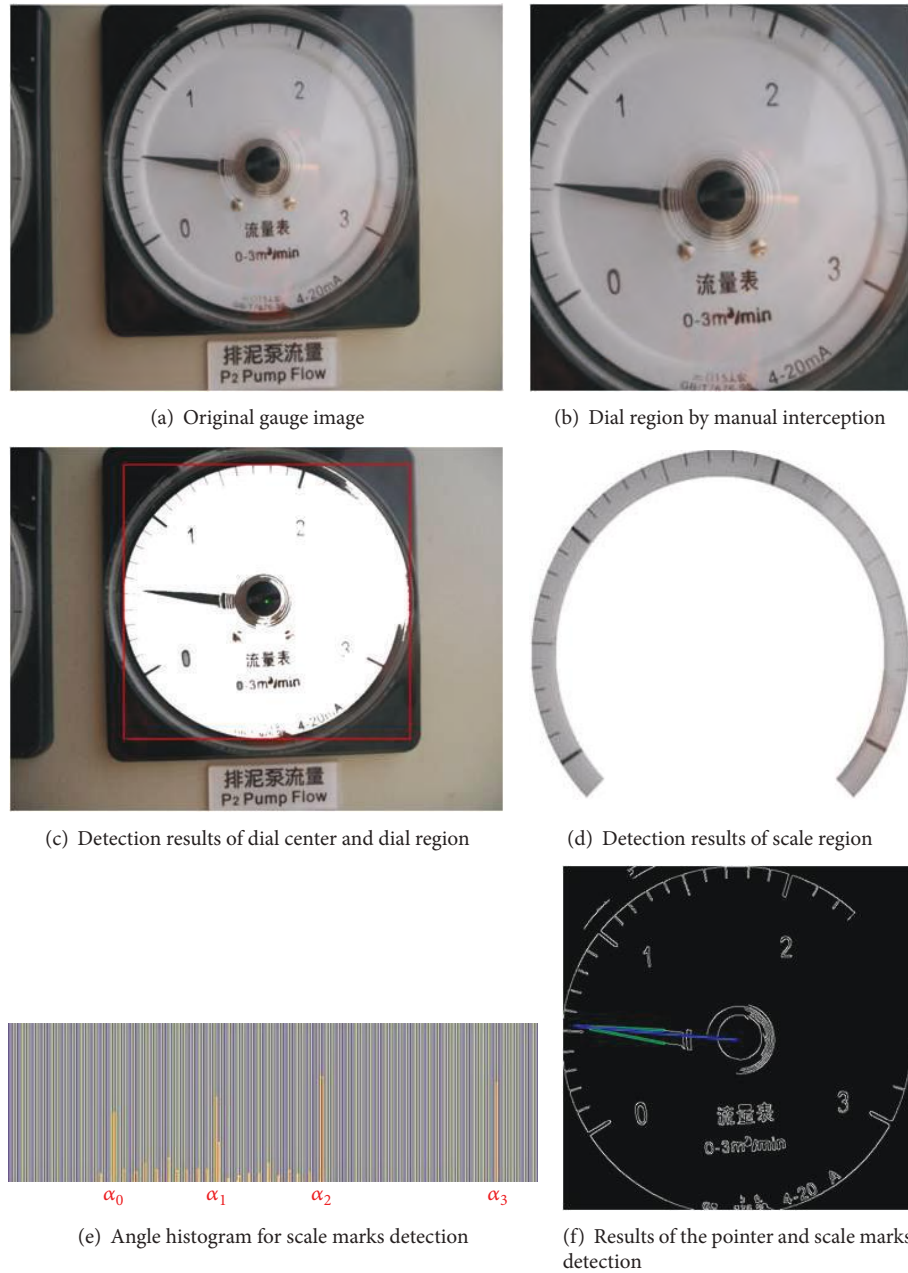 1
2
0
3
流量表
0-3m³/min
4-20mA
排泥泵流量
P2 Pump Flow
(a) Original gauge image
1
2
0
3
流量表
0-3m³/min
4-20mA
(b) Dial region by manual interception
1
2
0
3
流量表
0-3m³/min
4-20mA
排泥泵流量
P2 Pump Flow
(c) Detection results of dial center and dial region
(d) Detection results of scale region
α0
α1
α2
α3
(e) Angle histogram for scale marks detection
1
2
0
3
流量表
0-3m³/min
4-20 A
(f) Results of the pointer and scale marks
detection